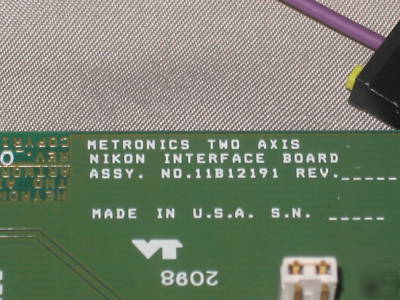 METRONICS TWO AXIS
NIKON INTERFACE BOARD
ASSY. NO.11B12191 REV._____
MADE IN U.S.A. S.N. _____
2098